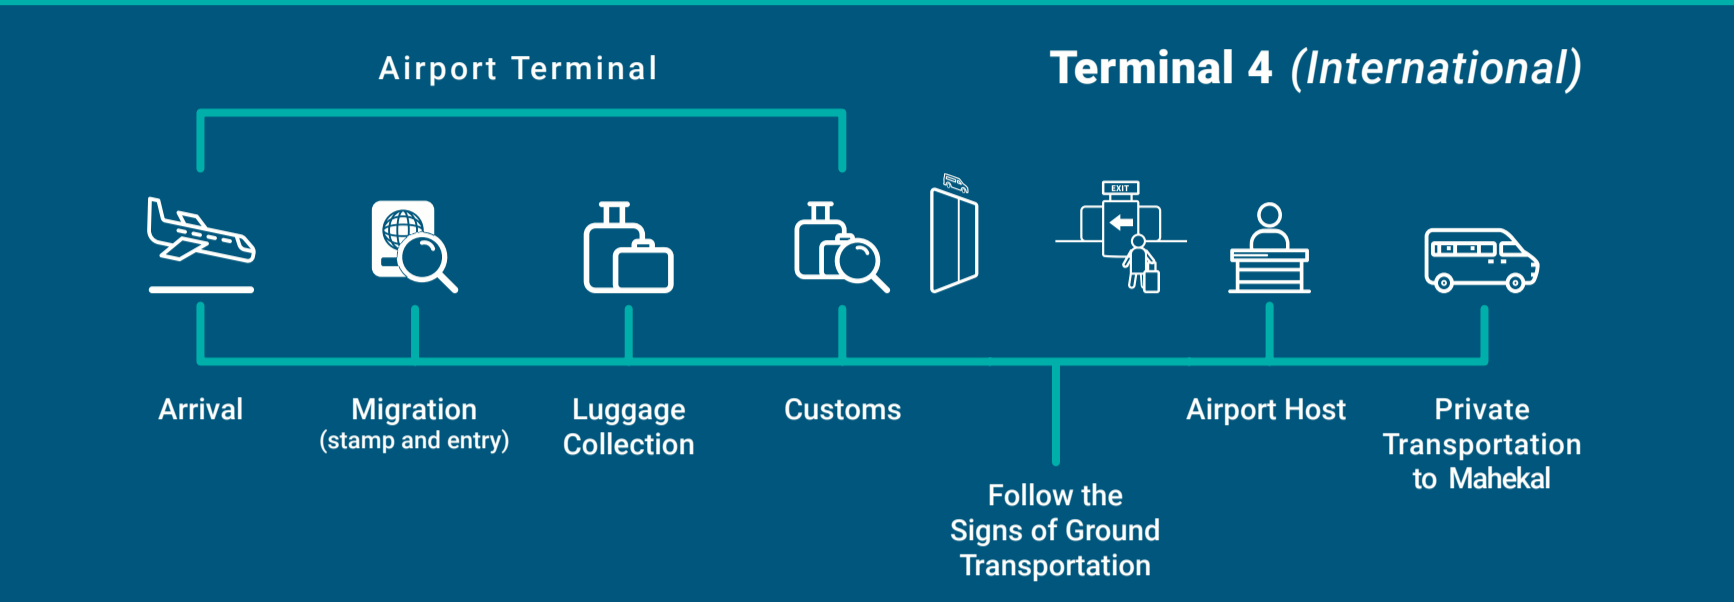 Airport Terminal
Terminal 4 (International)
EXIT
Arrival
Migration
(stamp and entry)
Luggage
Collection
Customs
Follow the
Signs of Ground
Transportation
Airport Host
Private
Transportation
to Mahekal